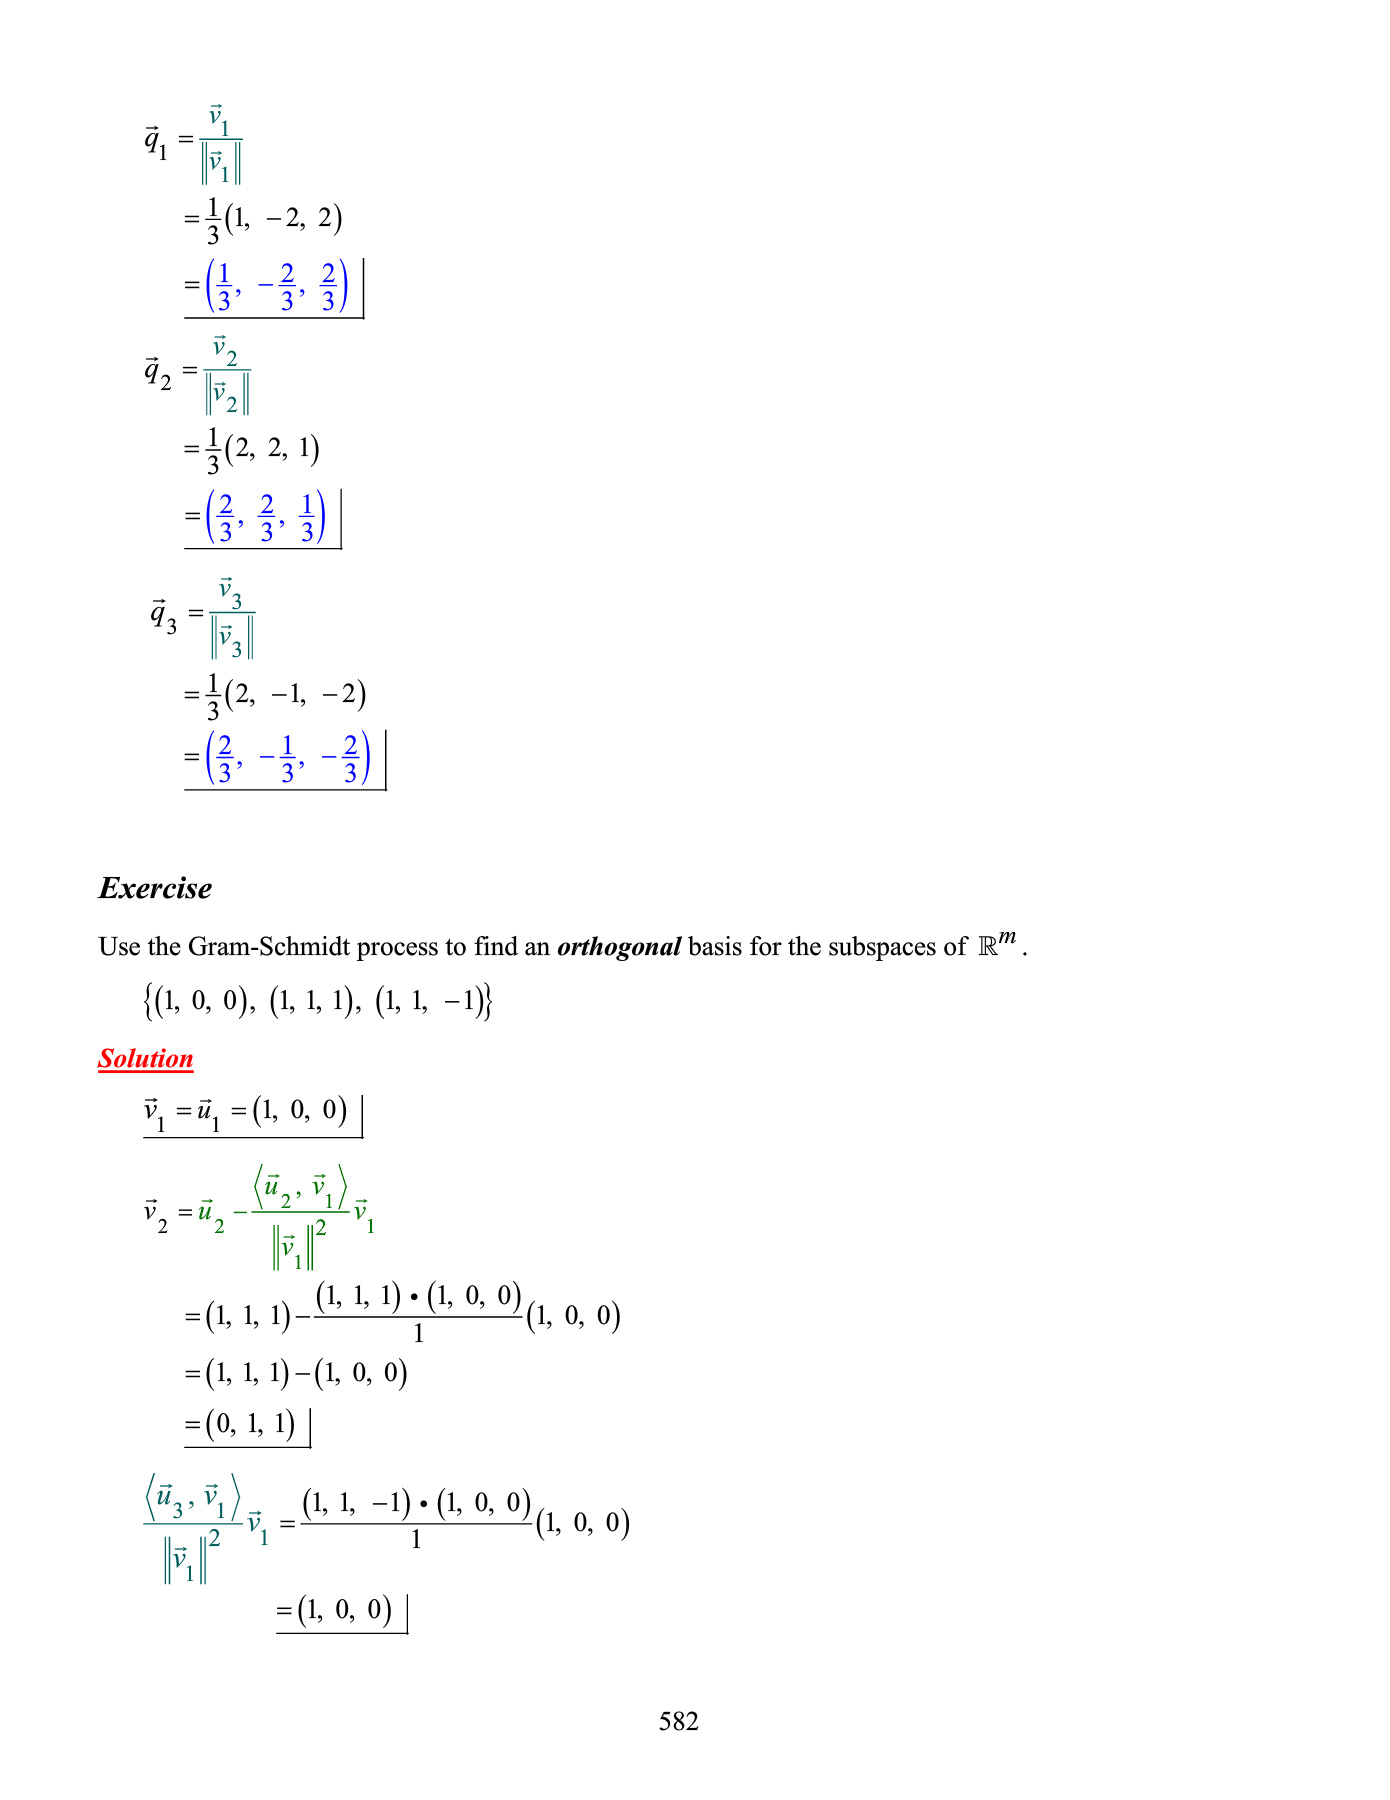 $\vec{q}_1 = \frac{\vec{v}_1}{\|\vec{v}_1\|}$
$= \frac{1}{3}(1, -2, 2)$
$= \left(\frac{1}{3}, -\frac{2}{3}, \frac{2}{3}\right)$
$\vec{q}_2 = \frac{\vec{v}_2}{\|\vec{v}_2\|}$
$= \frac{1}{3}(2, 2, 1)$
$= \left(\frac{2}{3}, \frac{2}{3}, \frac{1}{3}\right)$
$\vec{q}_3 = \frac{\vec{v}_3}{\|\vec{v}_3\|}$
$= \frac{1}{3}(2, -1, -2)$
$= \left(\frac{2}{3}, -\frac{1}{3}, -\frac{2}{3}\right)$
Exercise
Use the Gram-Schmidt process to find an orthogonal basis for the subspaces of $\mathbb{R}^m$.
$\{(1, 0, 0), (1, 1, 1), (1, 1, -1)\}$
Solution
$\vec{v}_1 = \vec{u}_1 = (1, 0, 0)$
$\vec{v}_2 = \vec{u}_2 - \frac{\langle \vec{u}_2, \vec{v}_1 \rangle}{\|\vec{v}_1\|^2} \vec{v}_1$
$= (1, 1, 1) - \frac{(1, 1, 1) \bullet (1, 0, 0)}{1}(1, 0, 0)$
$= (1, 1, 1) - (1, 0, 0)$
$= (0, 1, 1)$
$\frac{\langle \vec{u}_3, \vec{v}_1 \rangle}{\|\vec{v}_1\|^2} \vec{v}_1 = \frac{(1, 1, -1) \bullet (1, 0, 0)}{1}(1, 0, 0)$
$= (1, 0, 0)$
582